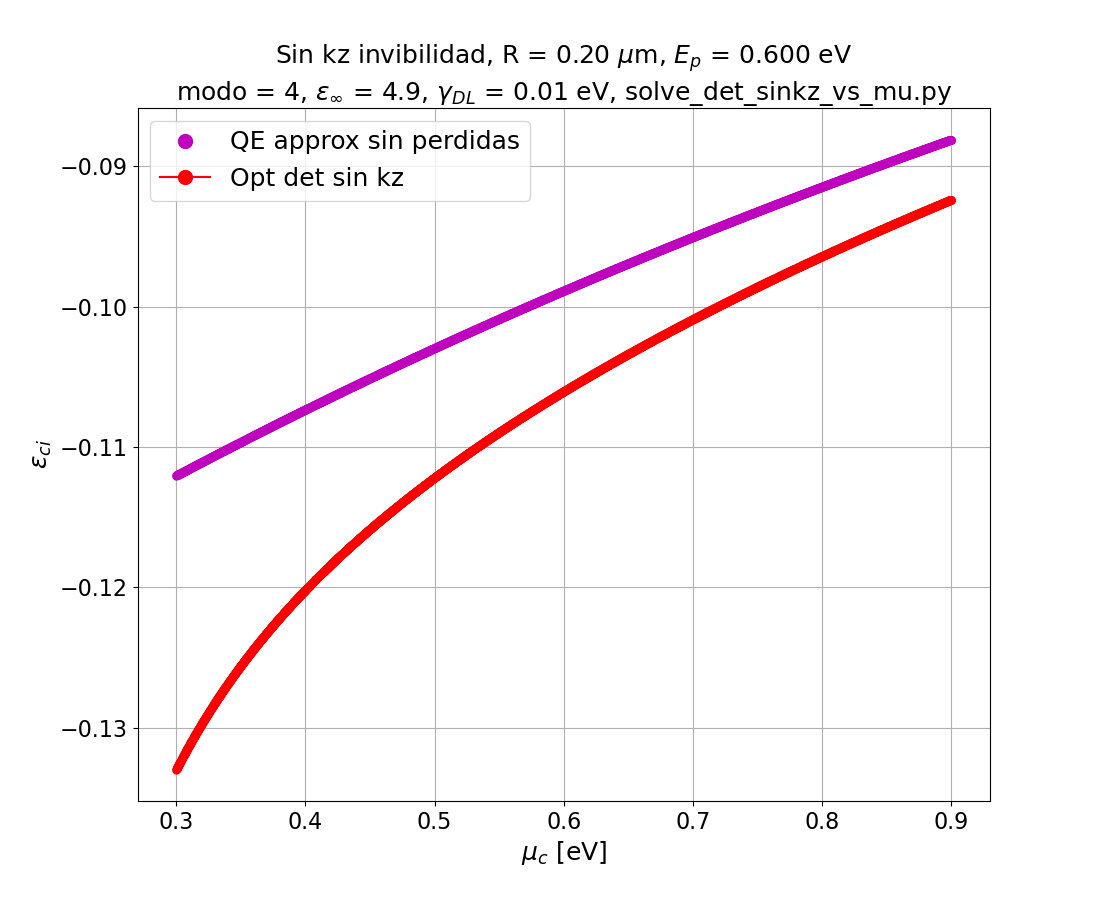 Sin kz invibilidad, R = 0.20 μm, E_p = 0.600 eV
modo = 4, ε_∞ = 4.9, γ_DL = 0.01 eV, solve_det_sinkz_vs_mu.py
QE approx sin perdidas
Opt det sin kz
−0.09
−0.10
−0.11
−0.12
−0.13
ε_ci
0.3 0.4 0.5 0.6 0.7 0.8 0.9
μ_c [eV]